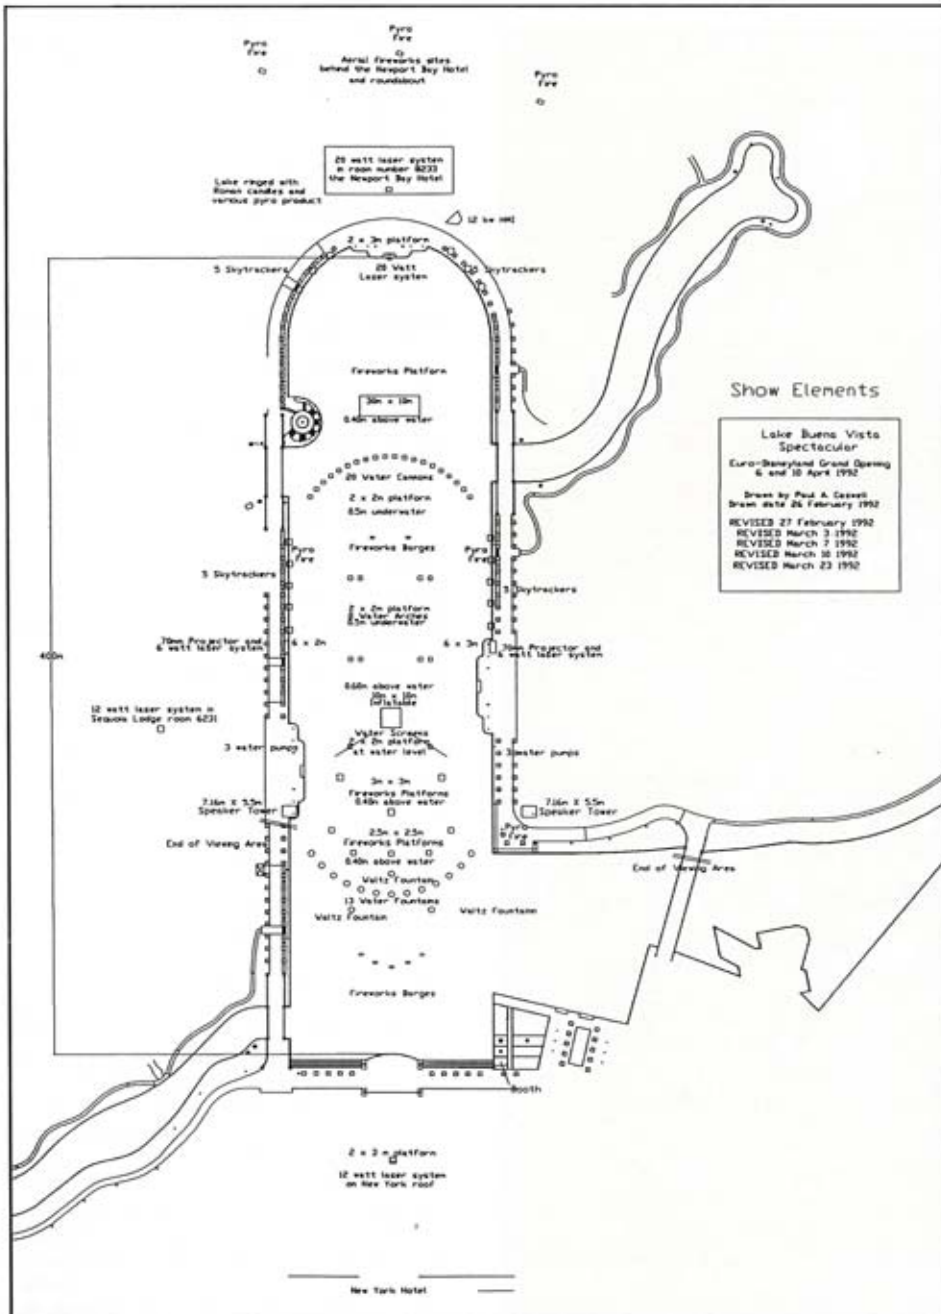 Pyro
Fire
Pyro
Fire
Aerial fireworks sites
behind the Newport Bay Hotel
and roundabout
Pyro
Fire
20 watt laser system
in room number 8233
the Newport Bay Hotel
Lake ringed with
Roman candles and
various pyro product
12 kw HMI
2 x 3m platform
5 Skytrackers
20 Watt
Laser system
Skytrackers
Fireworks Platform
30m x 10m
0.40m above water
Show Elements
Lake Buena Vista
Spectacular
Euro-Disneyland Grand Opening
6 and 10 April 1992
Drawn by Paul A. Caswell
Drawn date 26 February 1992
REVISED 27 February 1992
REVISED March 3 1992
REVISED March 7 1992
REVISED March 10 1992
REVISED March 23 1992
20 Water Cannons
2 x 2m platform
0.5m underwater
Fireworks Barges
Pyro
Fire
Pyro
Fire
5 Skytrackers
5 Skytrackers
2 x 2m platform
Water Arches
0.5m underwater
70mm Projector and
6 watt laser system
6 x 2m
6 x 3m
70mm Projector and
6 watt laser system
400m
0.60m above water
10m x 10m
Inflatable
12 watt laser system in
Sequoia Lodge room 6231
Water Screens
2 x 2m platform
at water level
3 water pumps
3 water pumps
3m x 3m
Fireworks Platforms
0.40m above water
7.16m X 5.5m
Speaker Tower
7.16m X 5.5m
Speaker Tower
Pyro
Fire
2.5m x 2.5m
Fireworks Platforms
0.40m above water
End of Viewing Area
End of Viewing Area
Waltz Fountain
13 Water Fountains
Waltz Fountain
Waltz Fountain
Fireworks Barges
Booth
2 x 3 m platform
12 watt laser system
on New York roof
New York Hotel